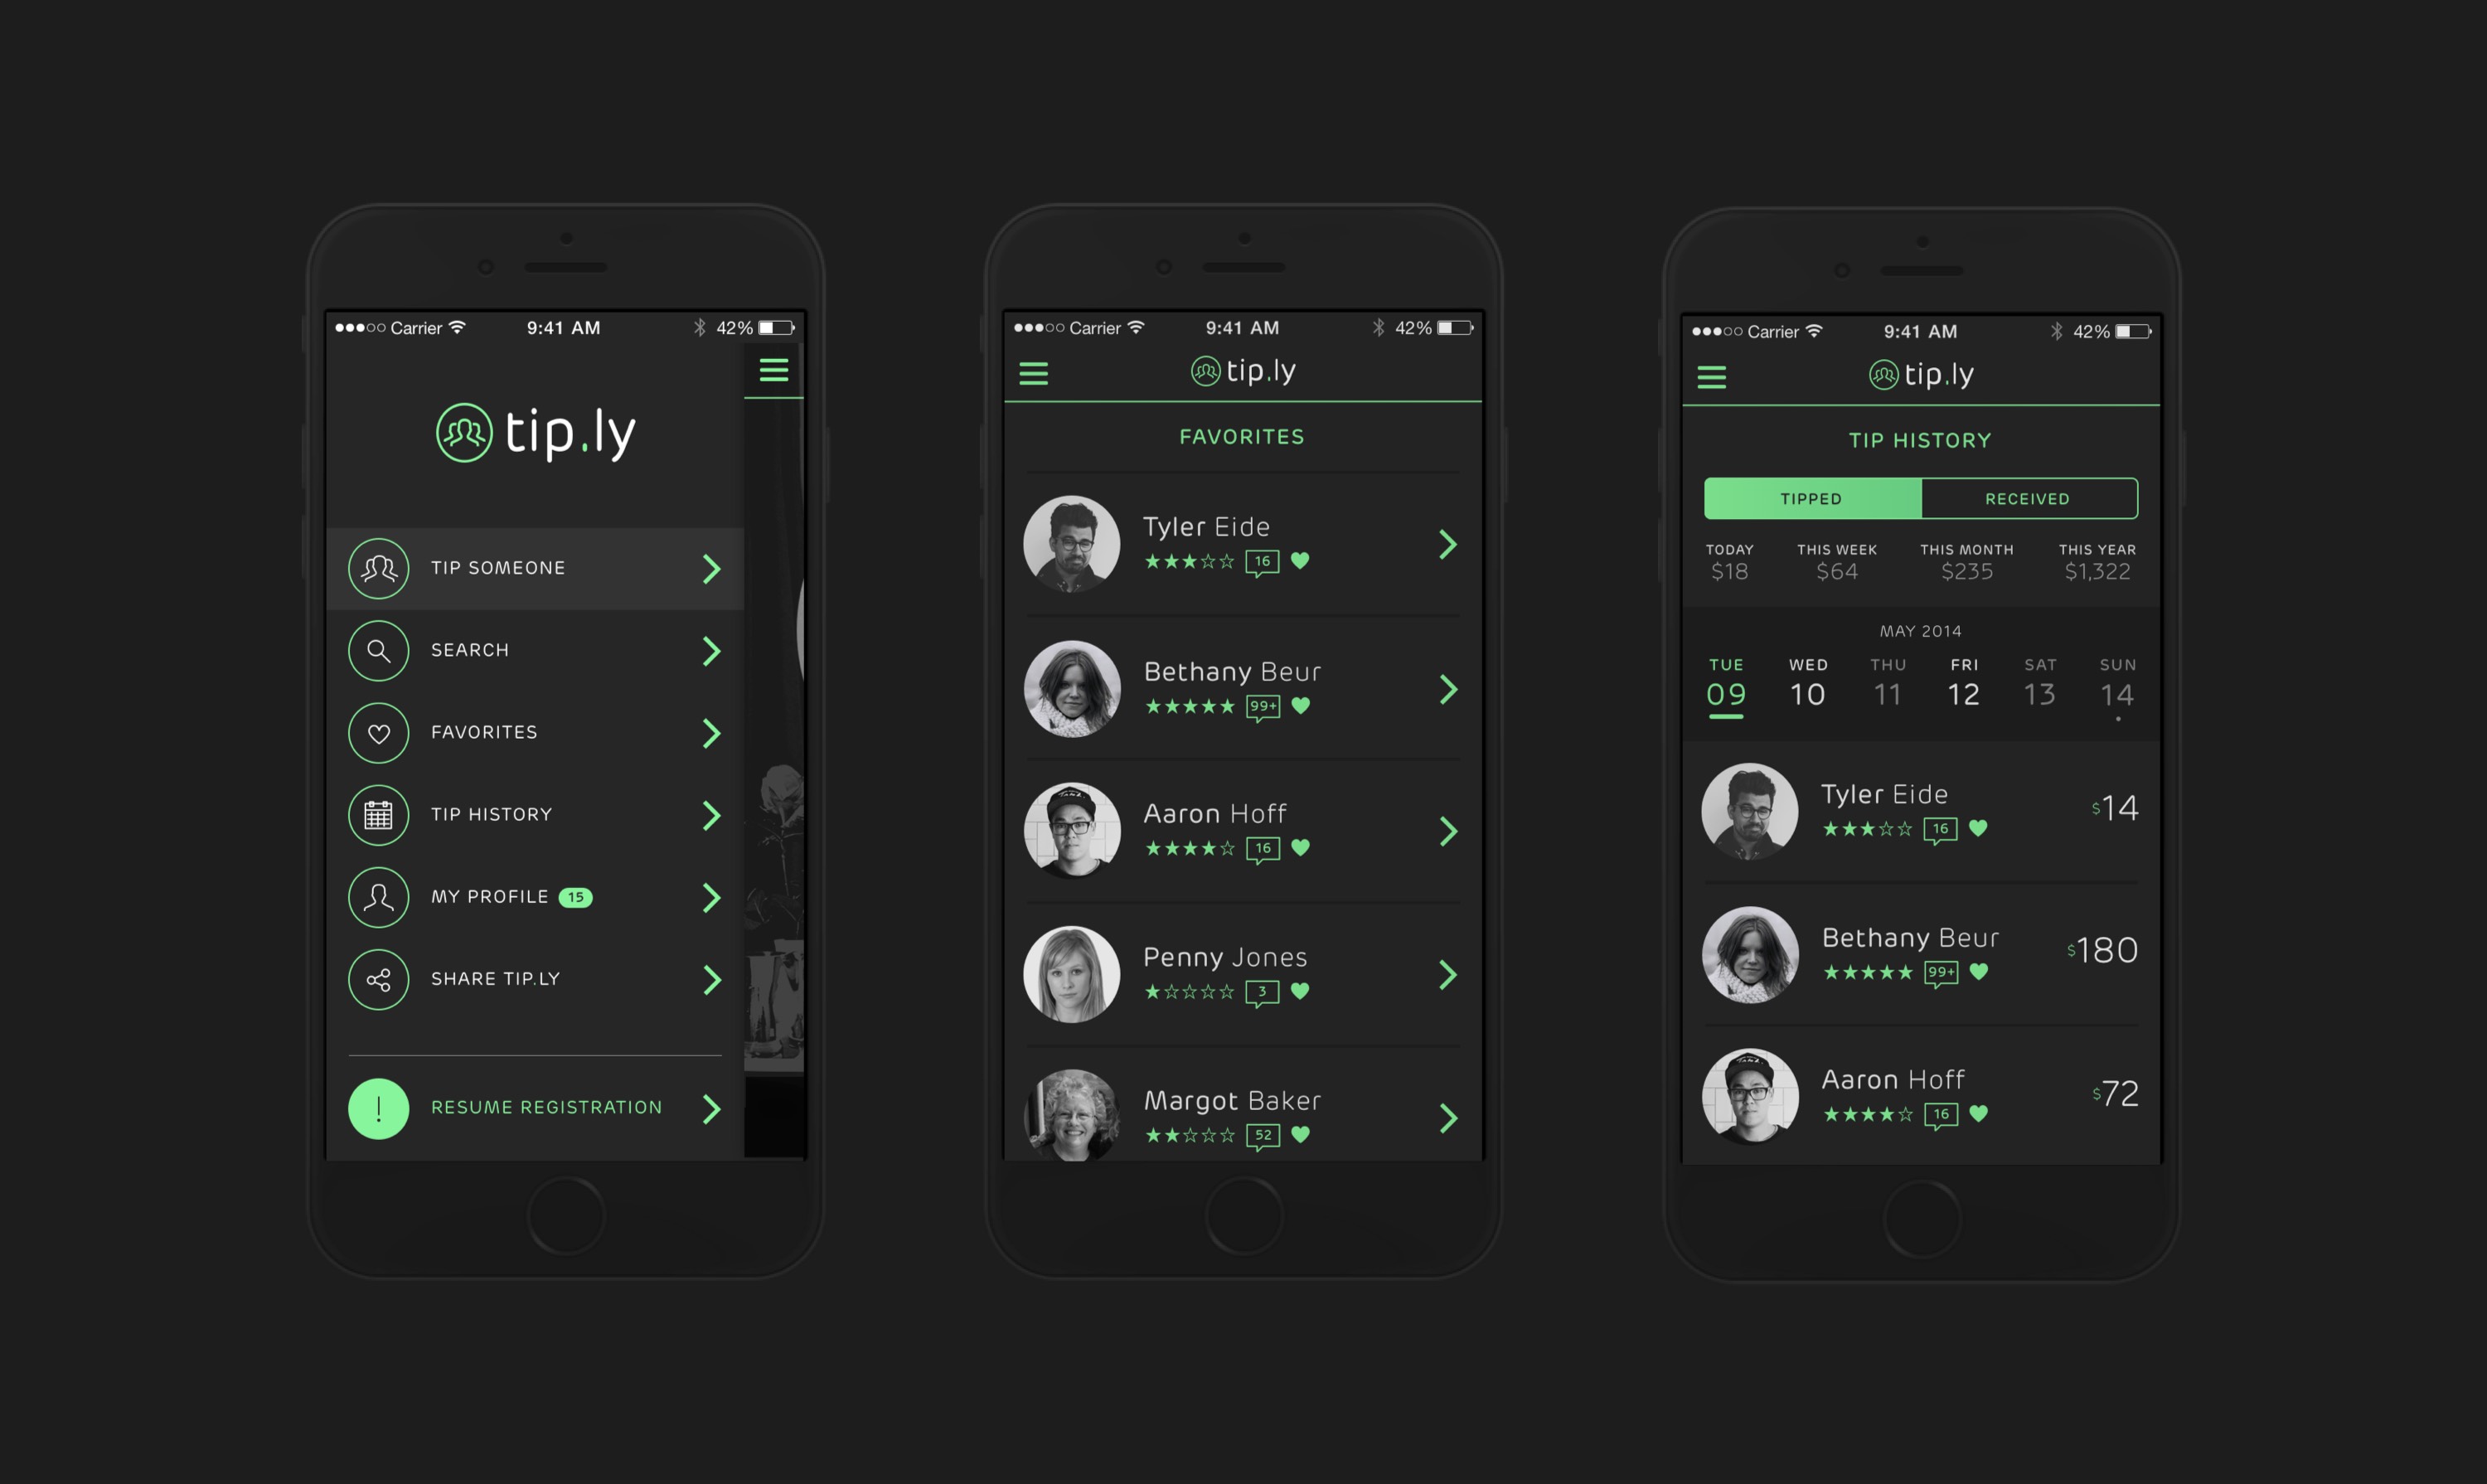 Carrier 9:41 AM 42%
tip.ly
TIP SOMEONE
SEARCH
FAVORITES
TIP HISTORY
MY PROFILE 15
SHARE TIP.LY
! RESUME REGISTRATION
Carrier 9:41 AM 42%
tip.ly
FAVORITES
Tyler Eide
16
Bethany Beur
99+
Aaron Hoff
16
Penny Jones
3
Margot Baker
52
Carrier 9:41 AM 42%
tip.ly
TIP HISTORY
TIPPED RECEIVED
TODAY THIS WEEK THIS MONTH THIS YEAR
$18 $64 $235 $1,322
MAY 2014
TUE WED THU FRI SAT SUN
09 10 11 12 13 14
Tyler Eide $14
16
Bethany Beur $180
99+
Aaron Hoff $72
16